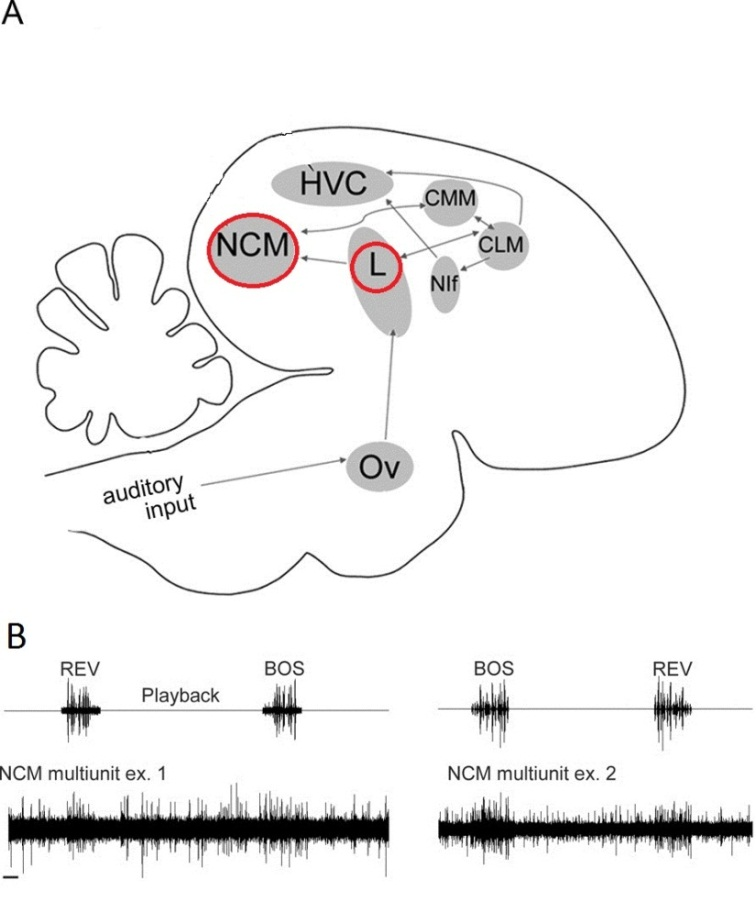 A
HVC
CMM
NCM
CLM
L
NIf
Ov
auditory
input
B
REV
BOS
BOS
REV
Playback
NCM multiunit ex. 1
NCM multiunit ex. 2